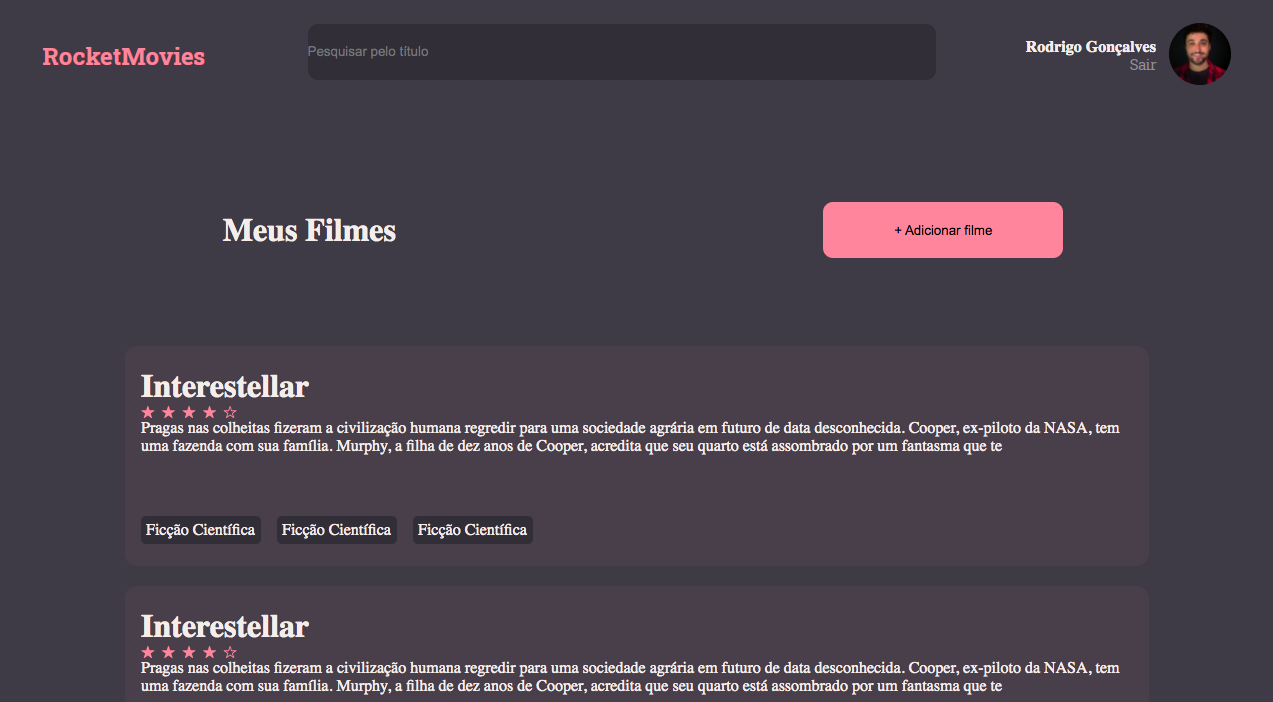 RocketMovies
Pesquisar pelo título
Rodrigo Gonçalves
Sair
Meus Filmes
+ Adicionar filme
Interestellar
★ ★ ★ ★ ☆
Pragas nas colheitas fizeram a civilização humana regredir para uma sociedade agrária em futuro de data desconhecida. Cooper, ex-piloto da NASA, tem
uma fazenda com sua família. Murphy, a filha de dez anos de Cooper, acredita que seu quarto está assombrado por um fantasma que te
Ficção Científica Ficção Científica Ficção Científica
Interestellar
★ ★ ★ ★ ☆
Pragas nas colheitas fizeram a civilização humana regredir para uma sociedade agrária em futuro de data desconhecida. Cooper, ex-piloto da NASA, tem
uma fazenda com sua família. Murphy, a filha de dez anos de Cooper, acredita que seu quarto está assombrado por um fantasma que te